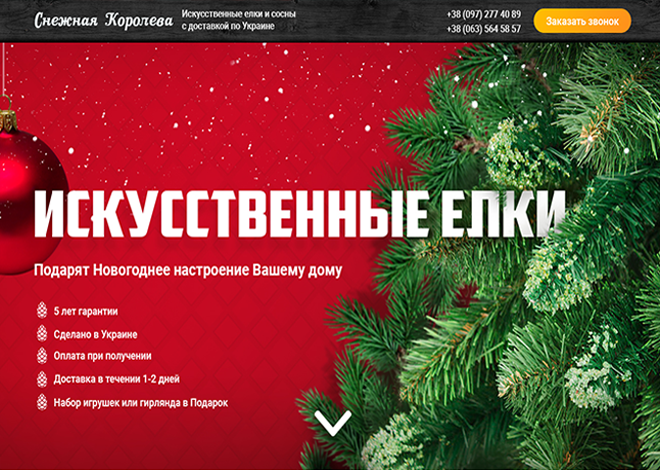 Снежная Королева
Искусственные елки и сосны
с доставкой по Украине
+38 (097) 277 40 89
+38 (063) 564 58 57
Заказать звонок
ИСКУССТВЕННЫЕ ЕЛКИ
Подарят Новогоднее настроение Вашему дому
5 лет гарантии
Сделано в Украине
Оплата при получении
Доставка в течении 1-2 дней
Набор игрушек или гирлянда в Подарок